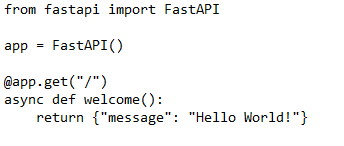 from fastapi import FastAPI
app = FastAPI()
@app.get("/")
async def welcome():
    return {"message": "Hello World!"}